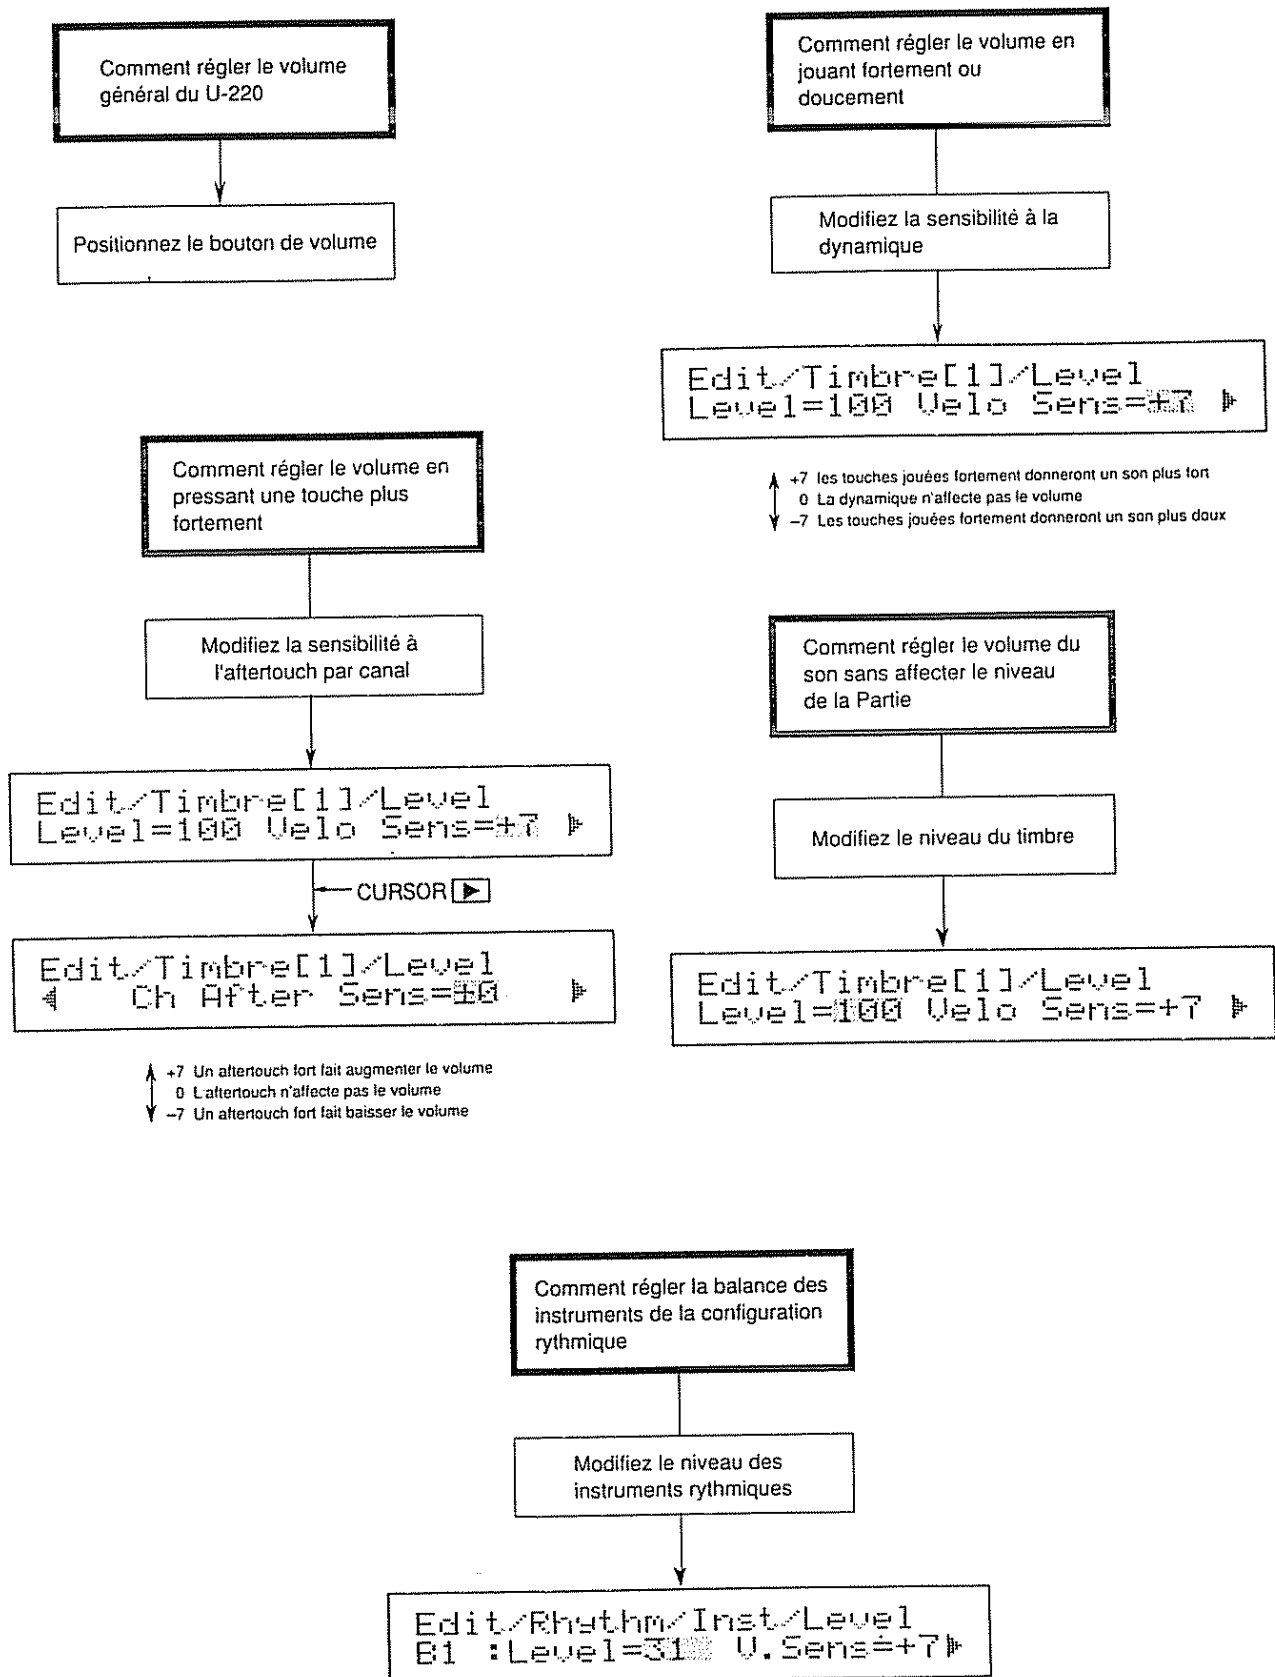 Comment régler le volume
général du U-220
Positionnez le bouton de volume
Comment régler le volume en
jouant fortement ou
doucement
Modifiez la sensibilité à la
dynamique
Edit/Timbre[1]/Level
Level=100 Velo Sens=+7
+7 les touches jouées fortement donneront un son plus fort
0 La dynamique n'affecte pas le volume
–7 Les touches jouées fortement donneront un son plus doux
Comment régler le volume en
pressant une touche plus
fortement
Modifiez la sensibilité à
l'aftertouch par canal
Edit/Timbre[1]/Level
Level=100 Velo Sens=+7
CURSOR
Edit/Timbre[1]/Level
Ch After Sens=±0
+7 Un aftertouch fort fait augmenter le volume
0 L'aftertouch n'affecte pas le volume
–7 Un aftertouch fort fait baisser le volume
Comment régler le volume du
son sans affecter le niveau
de la Partie
Modifiez le niveau du timbre
Edit/Timbre[1]/Level
Level=100 Velo Sens=+7
Comment régler la balance des
instruments de la configuration
rythmique
Modifiez le niveau des
instruments rythmiques
Edit/Rhythm/Inst/Level
B1 :Level=31 V.Sens=+7